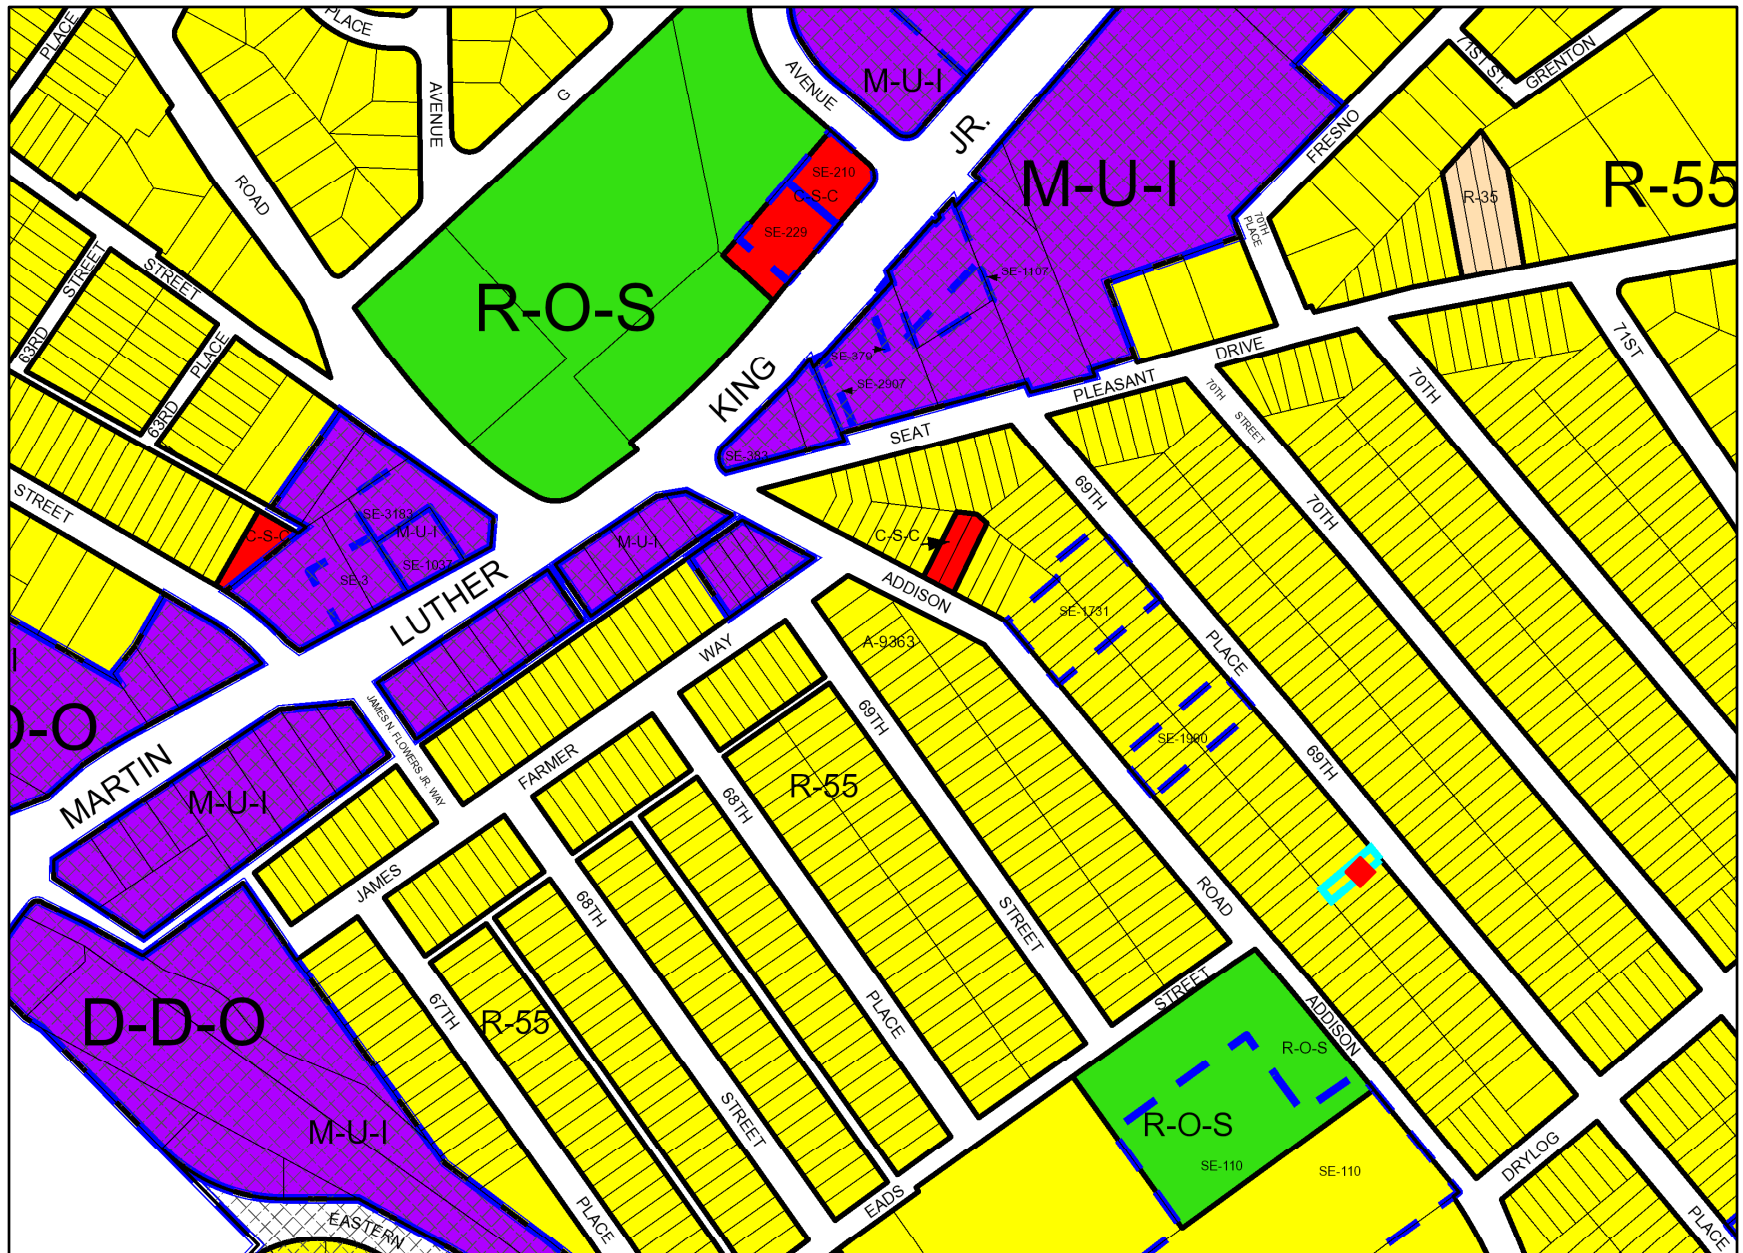 PLACE
PLACE
AVENUE
G
AVENUE
M-U-I
JR.
71ST ST.
GRENTON
FRESNO
ROAD
SE-210
C-S-C
SE-229
M-U-I
R-35
R-55
70TH
PLACE
STREET
STREET
63RD
PLACE
63RD
R-O-S
SE-1107
SE-370
SE-2907
KING
SE-383
SEAT
PLEASANT
DRIVE
70TH
STREET
70TH
71ST
STREET
C-S-C
SE-3183
M-U-I
SE-1037
SE-3
LUTHER
M-U-I
C-S-C
69TH
70TH
ADDISON
SE-1731
A-9363
WAY
PLACE
I
D-O
JAMES N. FLOWERS JR. WAY
MARTIN
M-U-I
FARMER
69TH
SE-1990
69TH
R-55
68TH
JAMES
68TH
ROAD
STREET
D-D-O
67TH
R-55
PLACE
STREET
ADDISON
R-O-S
R-O-S
SE-110
SE-110
M-U-I
STREET
DRYLOG
EADS
EASTERN
PLACE
PLACE